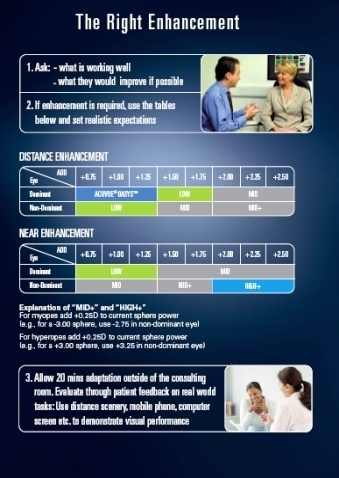 The Right Enhancement
1. Ask: - what is working well
- what they would improve if possible
2. If enhancement is required, use the tables
below and set realistic expectations
DISTANCE ENHANCEMENT
ADD
Eye
+0.75 +1.00 +1.25 +1.50 +1.75 +2.00 +2.25 +2.50
Dominant ACUVUE® OASYS™ LOW MID
Non-Dominant LOW MID MID+
NEAR ENHANCEMENT
ADD
Eye
+0.75 +1.00 +1.25 +1.50 +1.75 +2.00 +2.25 +2.50
Dominant LOW MID
Non-Dominant MID MID+ HIGH+
Explanation of "MID+" and "HIGH+"
For myopes add +0.25D to current sphere power
(e.g., for a -3.00 sphere, use -2.75 in non-dominant eye)
For hyperopes add +0.25D to current sphere power
(e.g., for a +3.00 sphere, use +3.25 in non-dominant eye)
3. Allow 20 mins adaptation outside of the consulting
room. Evaluate through patient feedback on real world
tasks: Use distance scenery, mobile phone, computer
screen etc. to demonstrate visual performance